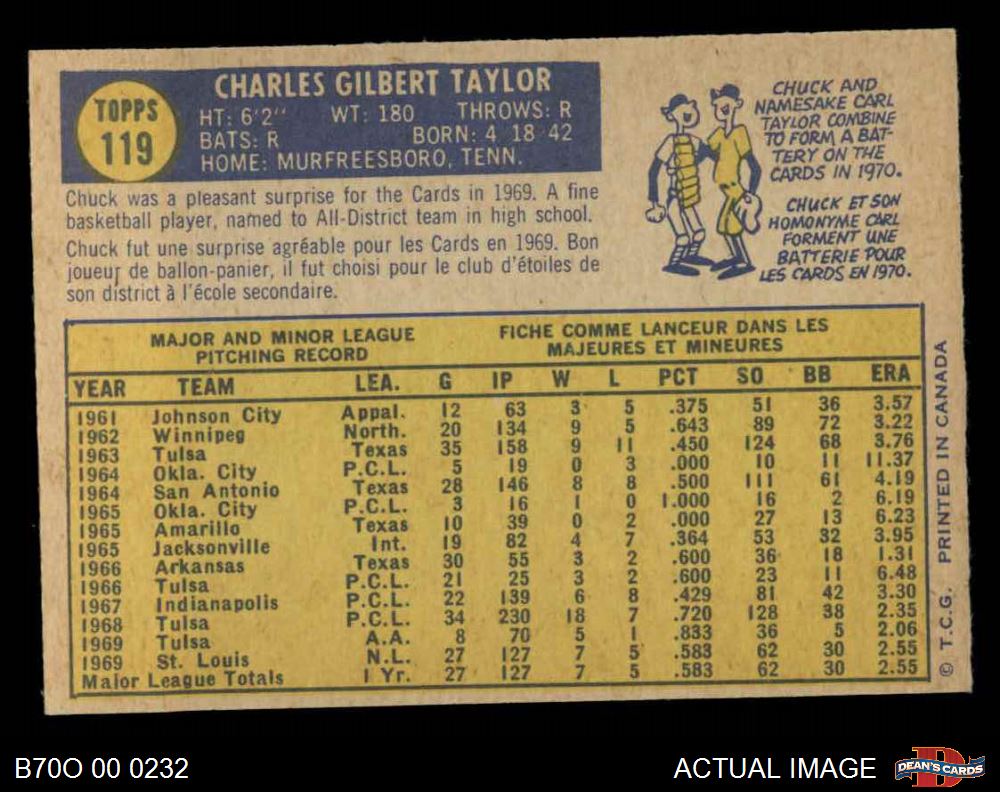 TOPPS
119
CHARLES GILBERT TAYLOR
HT: 6'2" WT: 180 THROWS: R
BATS: R BORN: 4 18 42
HOME: MURFREESBORO, TENN.
Chuck was a pleasant surprise for the Cards in 1969. A fine
basketball player, named to All-District team in high school.
Chuck fut une surprise agréable pour les Cards en 1969. Bon
joueur de ballon-panier, il fut choisi pour le club d'étoiles de
son district à l'école secondaire.
CHUCK AND
NAMESAKE CARL
TAYLOR COMBINE
TO FORM A BAT-
TERY ON THE
CARDS IN 1970.
CHUCK ET SON
HOMONYME CARL
FORMENT UNE
BATTERIE POUR
LES CARDS EN 1970.
MAJOR AND MINOR LEAGUE
PITCHING RECORD
FICHE COMME LANCEUR DANS LES
MAJEURES ET MINEURES
YEAR TEAM LEA. G IP W L PCT SO BB ERA
1961 Johnson City Appal. 12 63 3 5 .375 51 36 3.57
1962 Winnipeg North. 20 134 9 5 .643 89 72 3.22
1963 Tulsa Texas 35 158 9 11 .450 124 68 3.76
1964 Okla. City P.C.L. 5 19 0 3 .000 10 11 11.37
1964 San Antonio Texas 28 146 8 8 .500 111 61 4.19
1965 Okla. City P.C.L. 3 16 1 0 1.000 16 2 6.19
1965 Amarillo Texas 10 39 0 2 .000 27 13 6.23
1965 Jacksonville Int. 19 82 4 7 .364 53 32 3.95
1966 Arkansas Texas 30 55 3 2 .600 36 18 1.31
1966 Tulsa P.C.L. 21 25 3 2 .600 23 11 6.48
1967 Indianapolis P.C.L. 22 139 6 8 .429 81 42 3.30
1968 Tulsa P.C.L. 34 230 18 7 .720 128 38 2.35
1969 Tulsa A.A. 8 70 5 1 .833 36 5 2.06
1969 St. Louis N.L. 27 127 7 5 .583 62 30 2.55
Major League Totals 1 Yr. 27 127 7 5 .583 62 30 2.55
© T.C.G. PRINTED IN CANADA
B70O 00 0232
ACTUAL IMAGE
DEAN'S CARDS